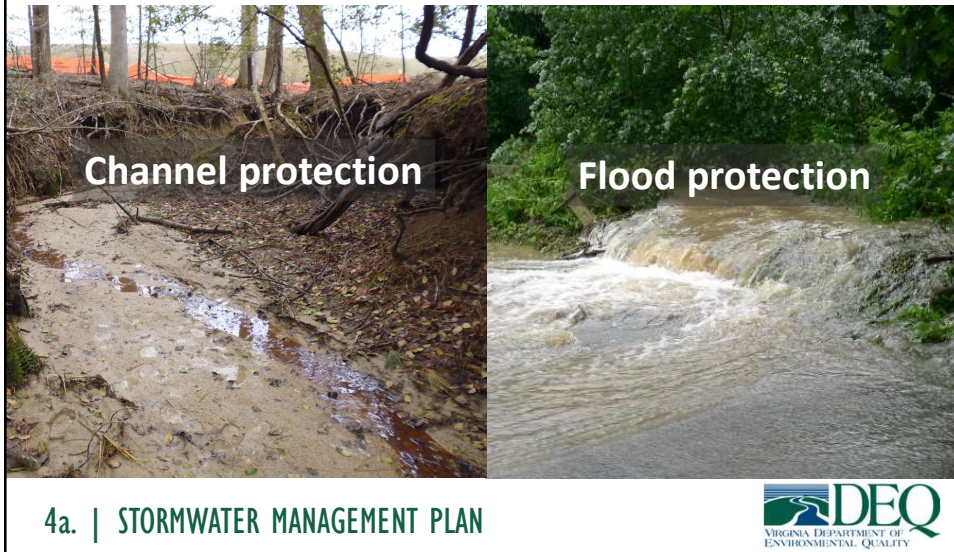 Channel protection
Flood protection
4a. | STORMWATER MANAGEMENT PLAN
DEQ
VIRGINIA DEPARTMENT OF
ENVIRONMENTAL QUALITY